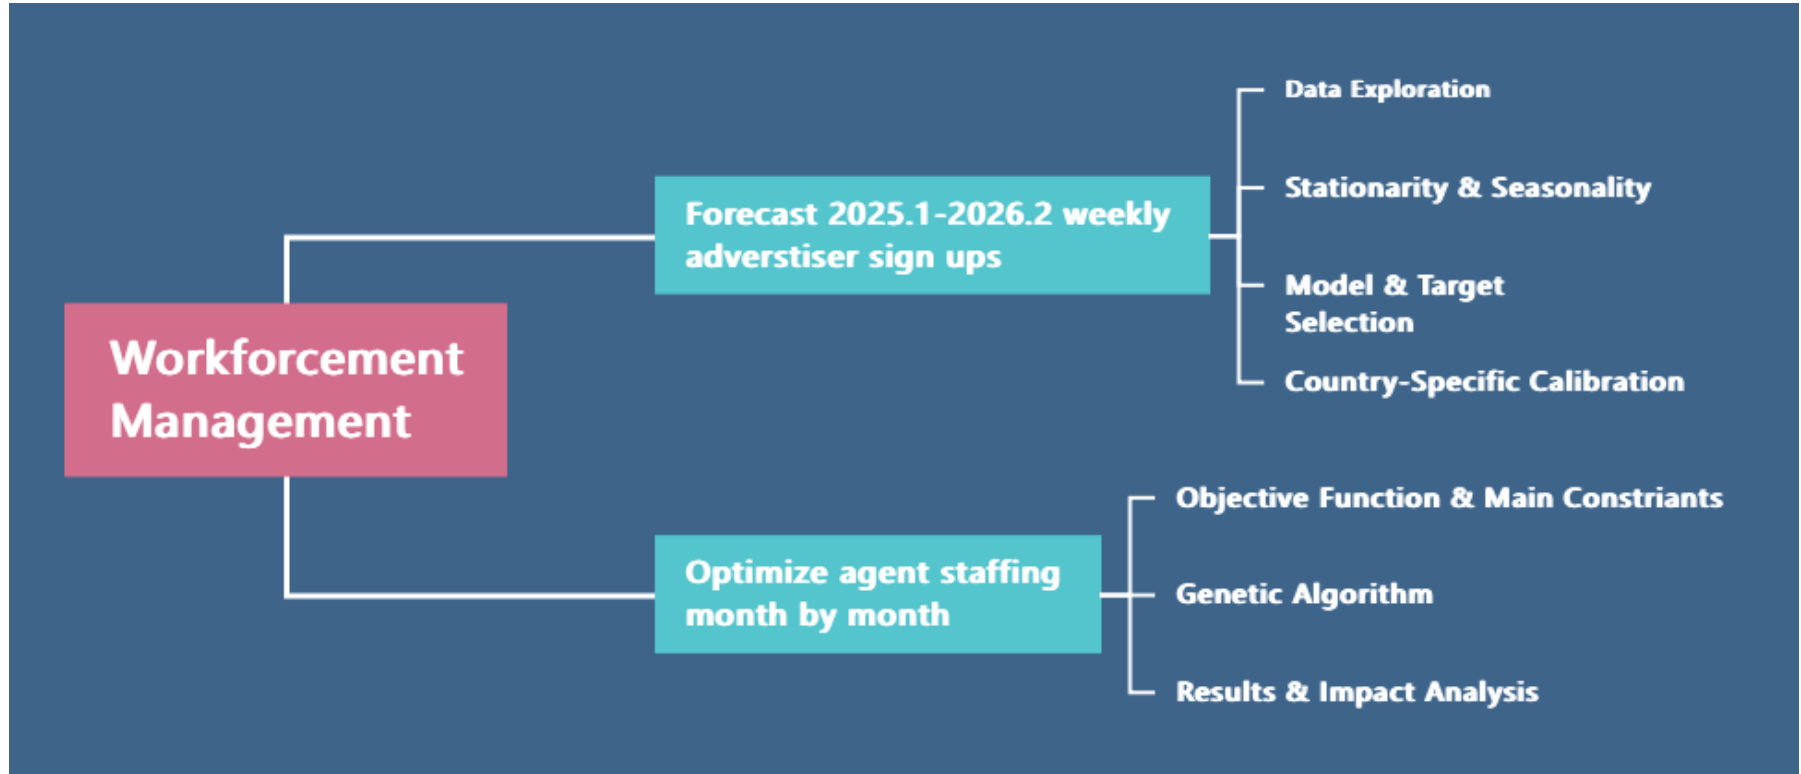 Workforcement
Management
Forecast 2025.1-2026.2 weekly
adverstiser sign ups
Data Exploration
Stationarity & Seasonality
Model & Target
Selection
Country-Specific Calibration
Optimize agent staffing
month by month
Objective Function & Main Constriants
Genetic Algorithm
Results & Impact Analysis